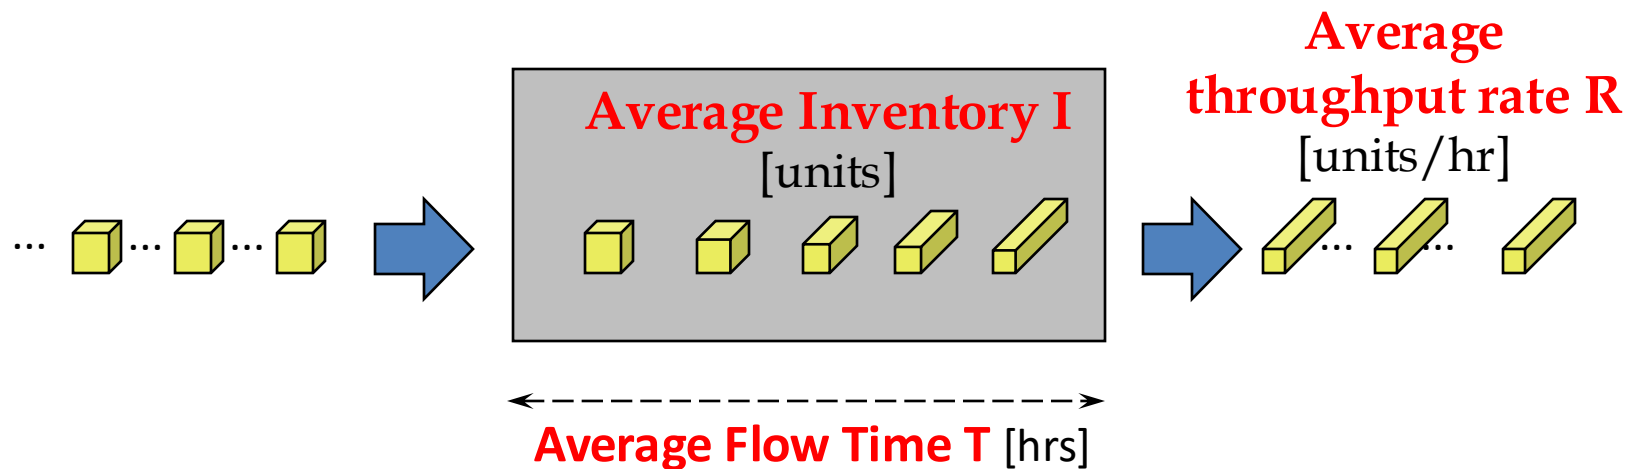 Average
throughput rate R
[units/hr]
Average Inventory I
[units]
... ... ... ... ...
Average Flow Time T [hrs]